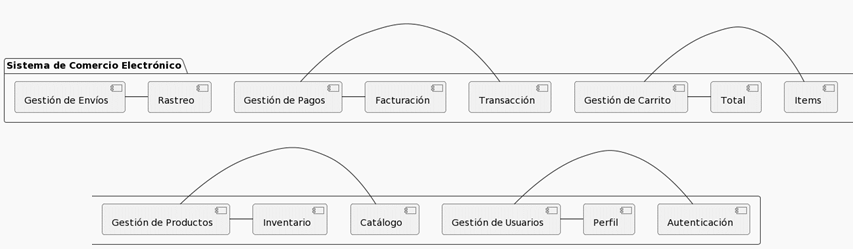 Sistema de Comercio Electrónico
Gestión de Envíos
Rastreo
Gestión de Pagos
Facturación
Transacción
Gestión de Carrito
Total
Items
Gestión de Productos
Inventario
Catálogo
Gestión de Usuarios
Perfil
Autenticación